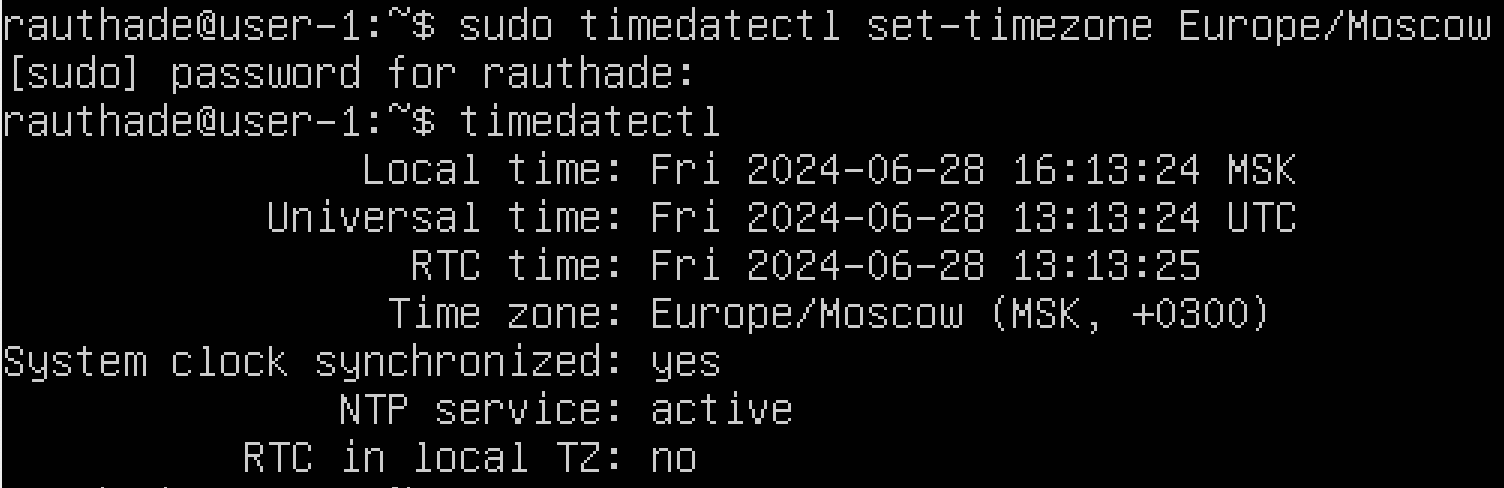 rauthade@user-1:~$ sudo timedatectl set-timezone Europe/Moscow
[sudo] password for rauthade:
rauthade@user-1:~$ timedatectl
Local time: Fri 2024-06-28 16:13:24 MSK
Universal time: Fri 2024-06-28 13:13:24 UTC
RTC time: Fri 2024-06-28 13:13:25
Time zone: Europe/Moscow (MSK, +0300)
System clock synchronized: yes
NTP service: active
RTC in local TZ: no